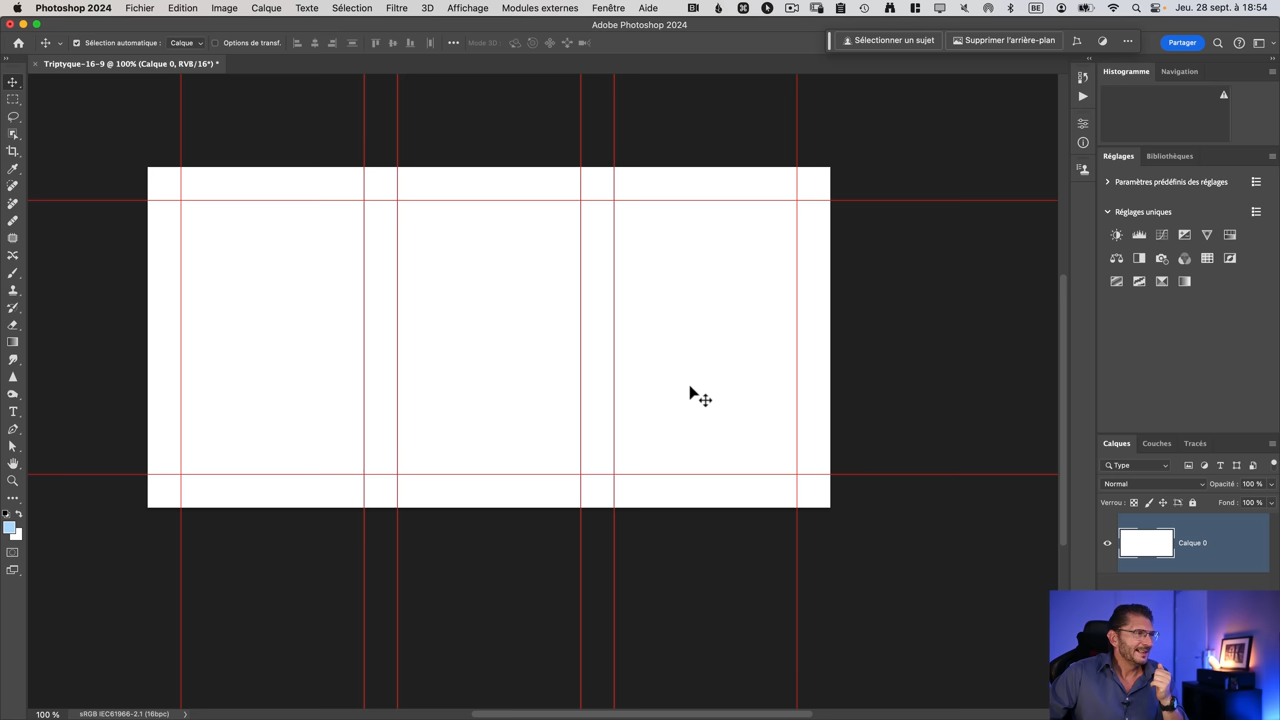 Photoshop 2024 Fichier Edition Image Calque Texte Sélection Filtre 3D Affichage Modules externes Fenêtre Aide BE Jeu. 28 sept. à 18:54
Adobe Photoshop 2024
Sélection automatique : Calque Options de transf. Mode 3D : Sélectionner un sujet Supprimer l'arrière-plan Partager
Triptyque-16-9 @ 100% (Calque 0, RVB/16*) *
Histogramme Navigation
Réglages Bibliothèques
Paramètres prédéfinis des réglages
Réglages uniques
Calques Couches Tracés
Type
Normal Opacité : 100 %
Verrou : Fond : 100 %
Calque 0
100 % sRGB IEC61966-2.1 (16bpc)